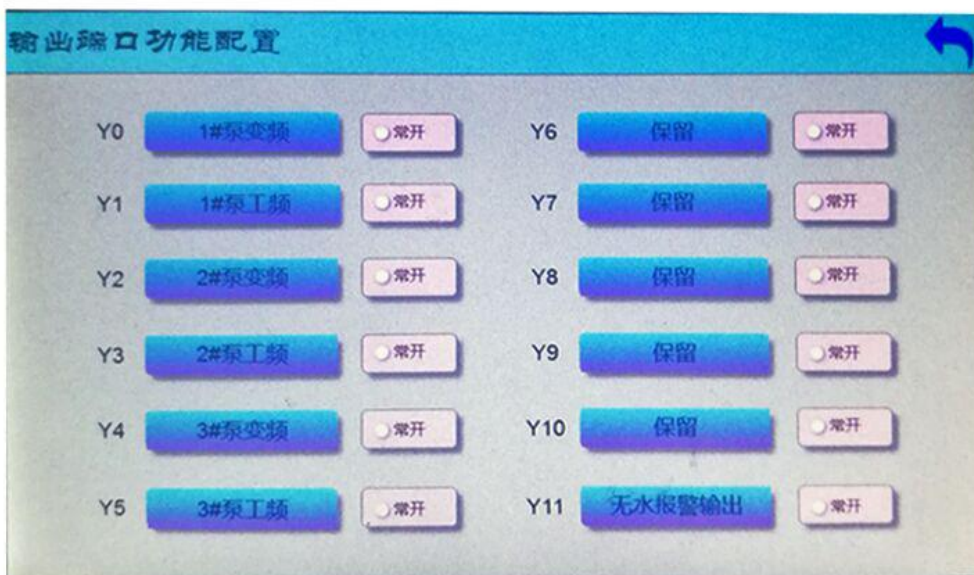 输出端口功能配置
Y0 1#泵变频 常开 Y6 保留 常开
Y1 1#泵工频 常开 Y7 保留 常开
Y2 2#泵变频 常开 Y8 保留 常开
Y3 2#泵工频 常开 Y9 保留 常开
Y4 3#泵变频 常开 Y10 保留 常开
Y5 3#泵工频 常开 Y11 无水报警输出 常开